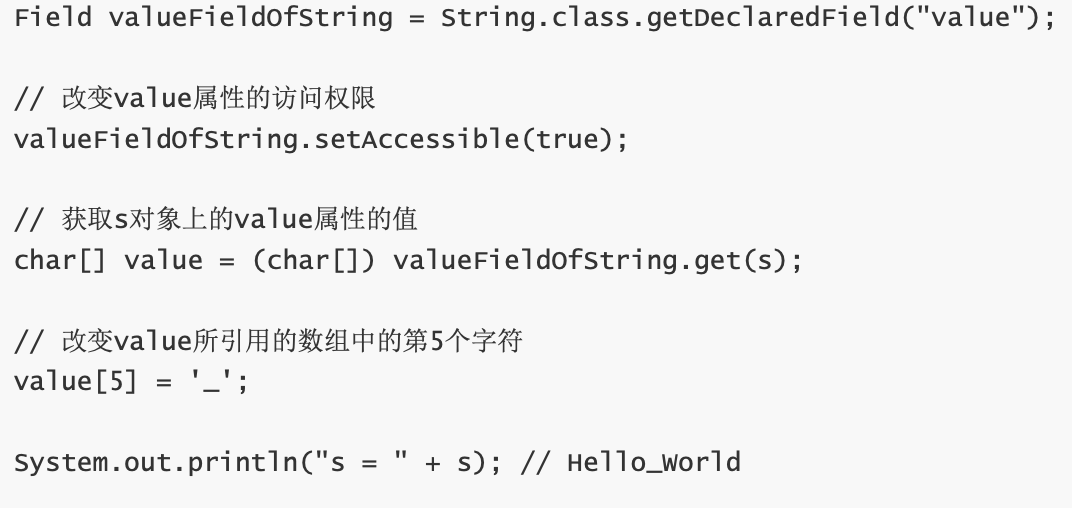 Field valueFieldOfString = String.class.getDeclaredField("value");
// 改变value属性的访问权限
valueFieldOfString.setAccessible(true);
// 获取s对象上的value属性的值
char[] value = (char[]) valueFieldOfString.get(s);
// 改变value所引用的数组中的第5个字符
value[5] = '_';
System.out.println("s = " + s); // Hello_World